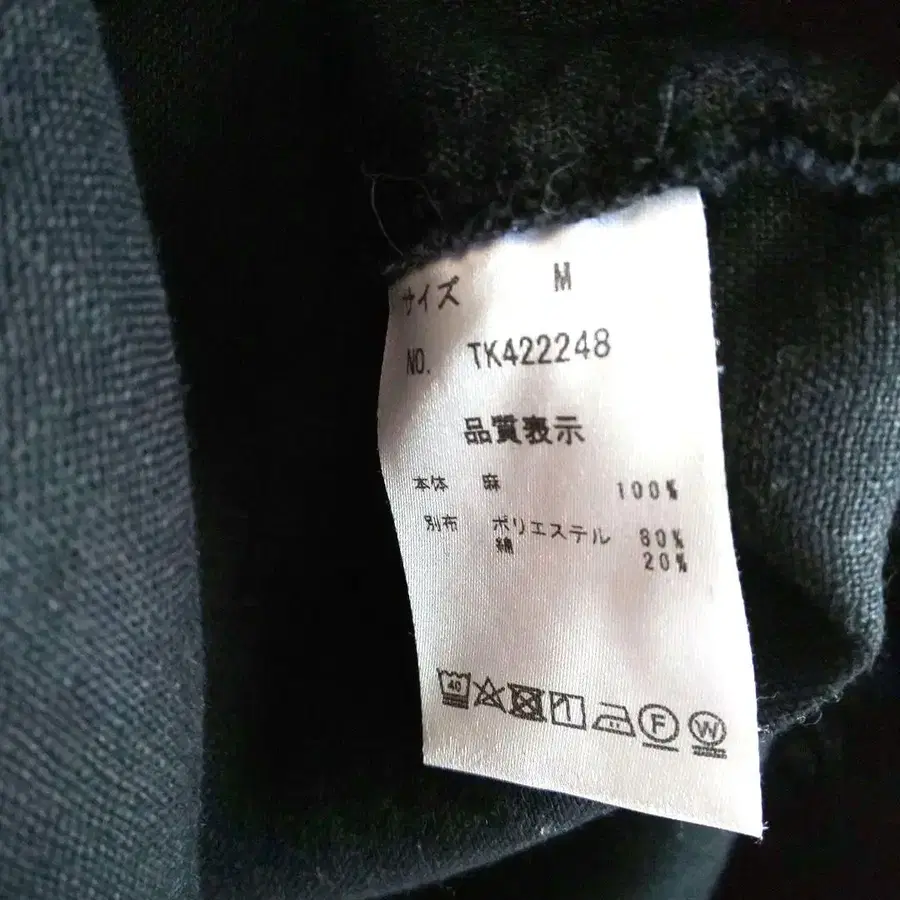 サイズ M
NO. TK422248
品質表示
本体 麻 100%
別布 ポリエステル 80%
綿 20%
40
F
W